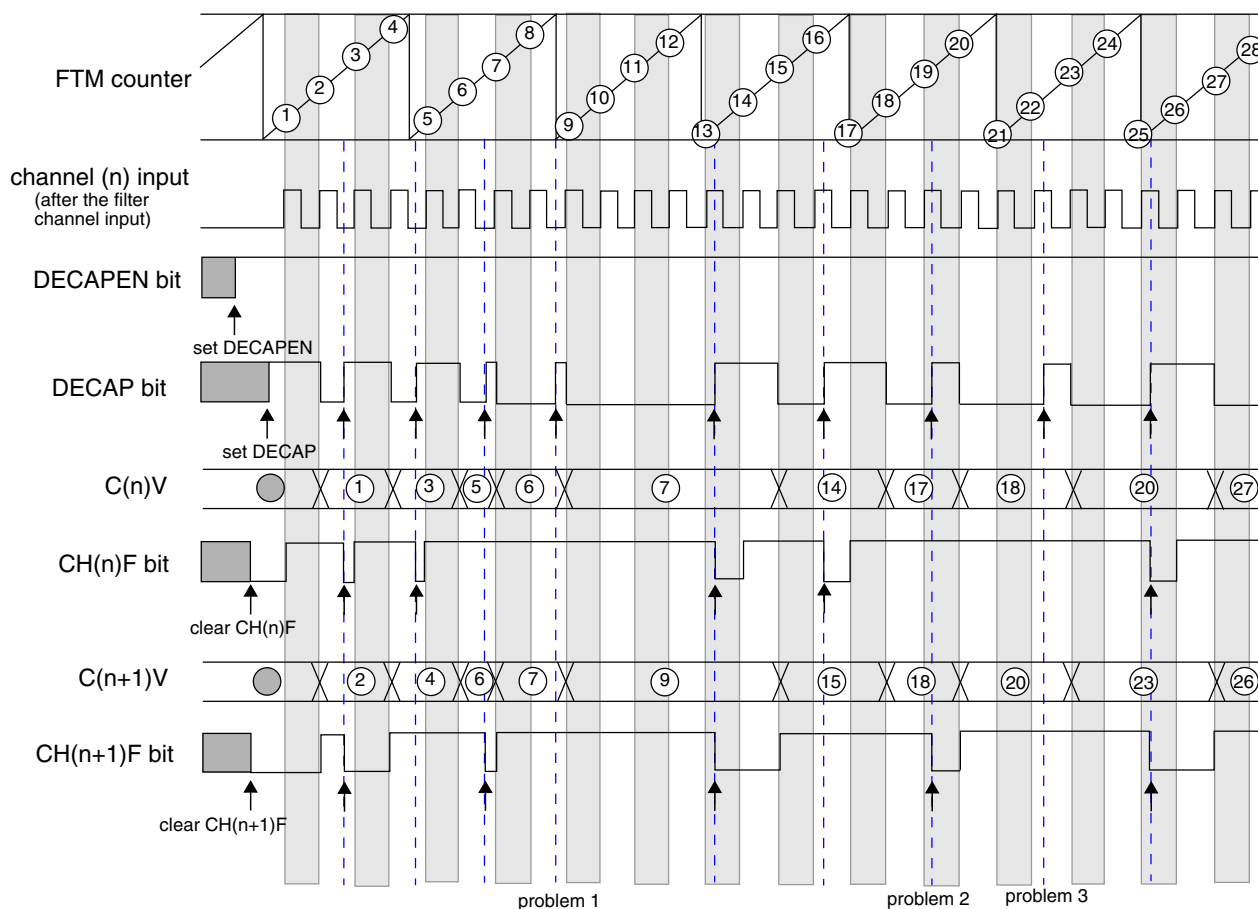 FTM counter
1 2 3 4 5 6 7 8 9 10 11 12 13 14 15 16 17 18 19 20 21 22 23 24 25 26 27 28
channel (n) input
(after the filter
channel input)
DECAPEN bit
set DECAPEN
DECAP bit
set DECAP
C(n)V
1 3 5 6 7 14 17 18 20 27
CH(n)F bit
clear CH(n)F
C(n+1)V
2 4 6 7 9 15 18 20 23 26
CH(n+1)F bit
clear CH(n+1)F
problem 1 problem 2 problem 3